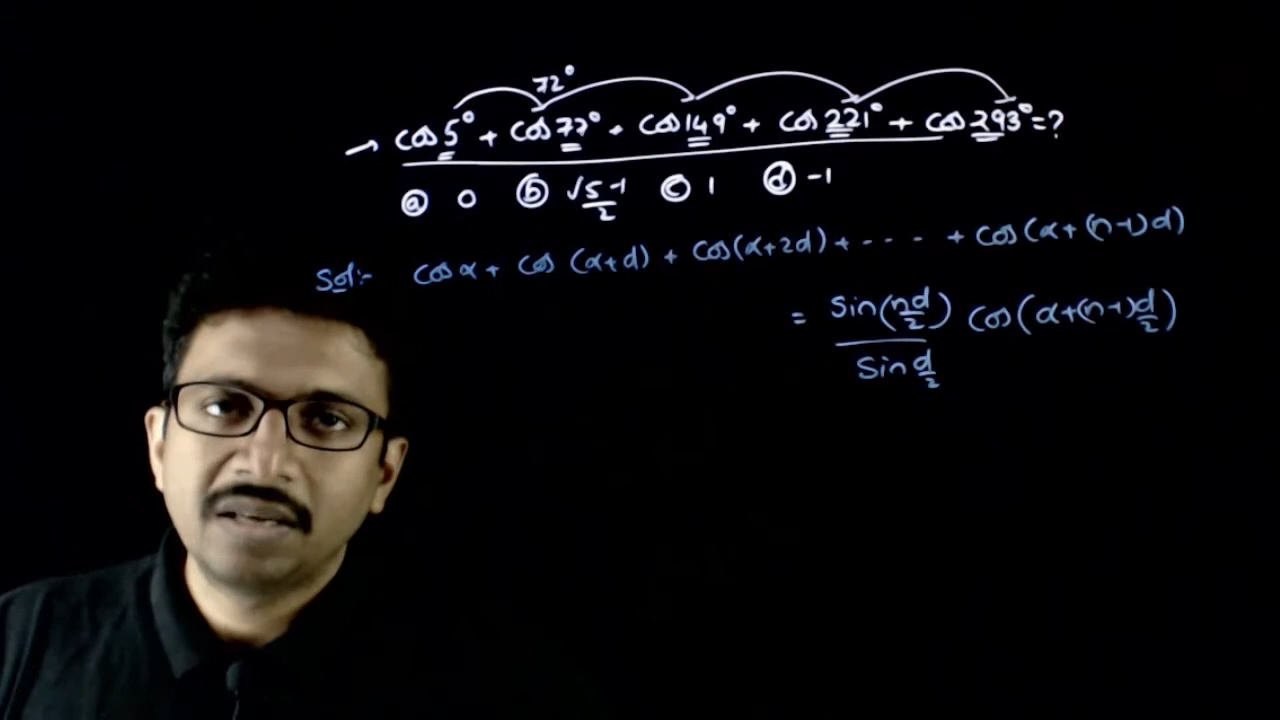 72°
→ cos 5° + cos 77° + cos 149° + cos 221° + cos 293° = ?
ⓐ 0 ⓑ √5-1/2 ⓒ 1 ⓓ -1
Sol:- cos α + cos (α+d) + cos(α+2d) + - - - - + cos(α+(n-1)d)
= Sin(nd/2)/Sin d/2 cos(α+(n-1)d/2)